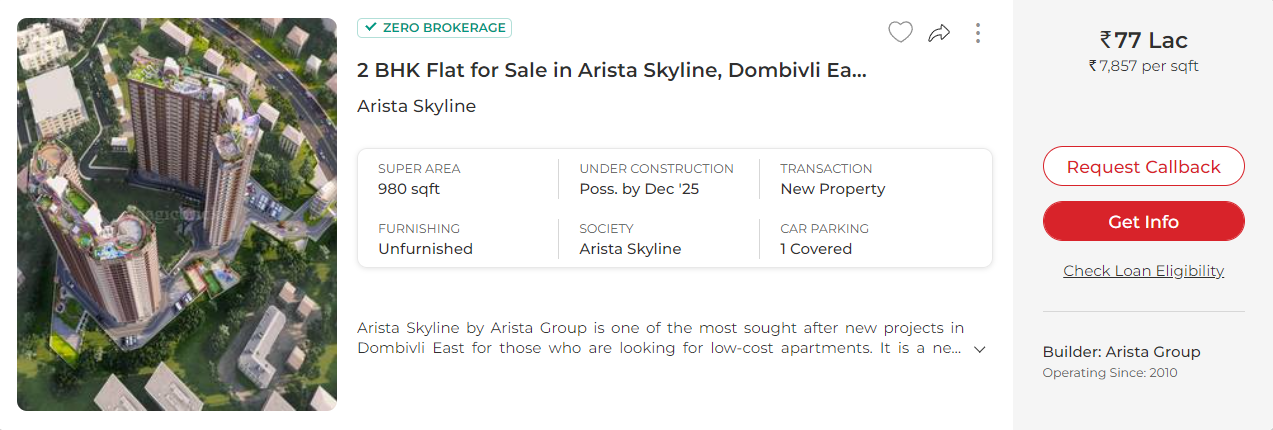 ZERO BROKERAGE
2 BHK Flat for Sale in Arista Skyline, Dombivli Ea...
Arista Skyline
SUPER AREA
980 sqft
UNDER CONSTRUCTION
Poss. by Dec '25
TRANSACTION
New Property
FURNISHING
Unfurnished
SOCIETY
Arista Skyline
CAR PARKING
1 Covered
Arista Skyline by Arista Group is one of the most sought after new projects in
Dombivli East for those who are looking for low-cost apartments. It is a ne...
₹77 Lac
₹7,857 per sqft
Request Callback
Get Info
Check Loan Eligibility
Builder: Arista Group
Operating Since: 2010